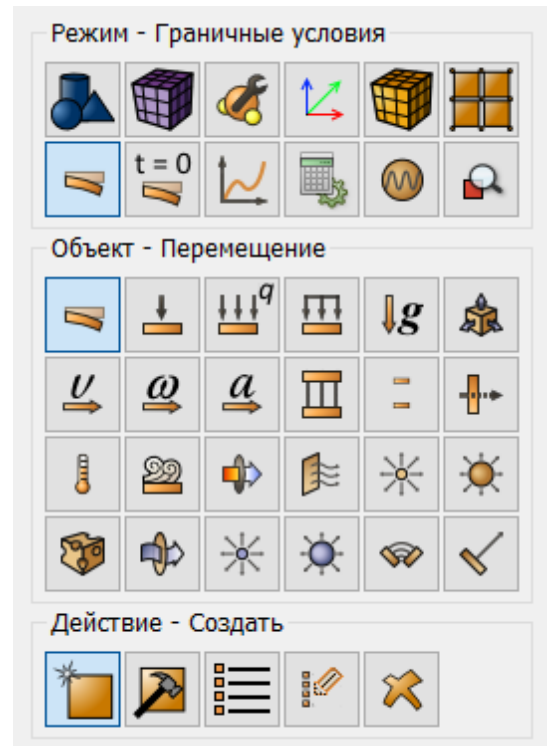 Режим - Граничные условия
t = 0
Объект - Перемещение
q
g
υ ω a
Действие - Создать